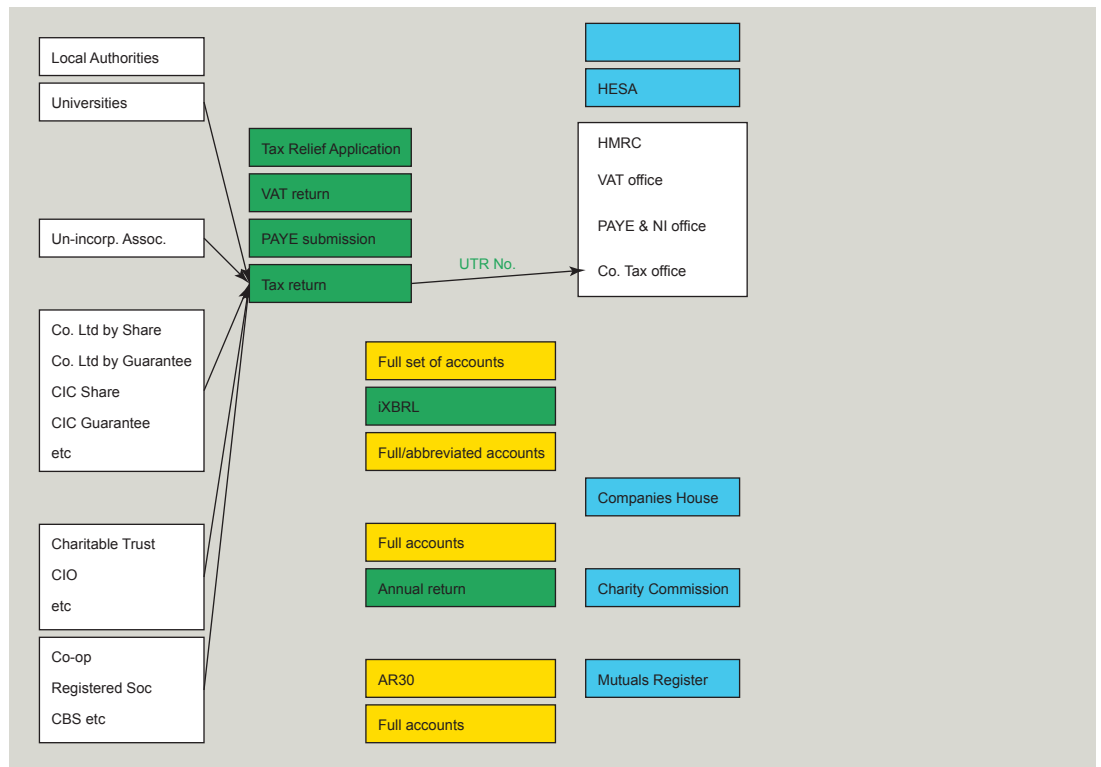 Local Authorities
Universities
Un-incorp. Assoc.
Co. Ltd by Share
Co. Ltd by Guarantee
CIC Share
CIC Guarantee
etc
Charitable Trust
CIO
etc
Co-op
Registered Soc
CBS etc
Tax Relief Application
VAT return
PAYE submission
Tax return
UTR No.
Full set of accounts
iXBRL
Full/abbreviated accounts
Full accounts
Annual return
AR30
Full accounts
HESA
HMRC
VAT office
PAYE & NI office
Co. Tax office
Companies House
Charity Commission
Mutuals Register